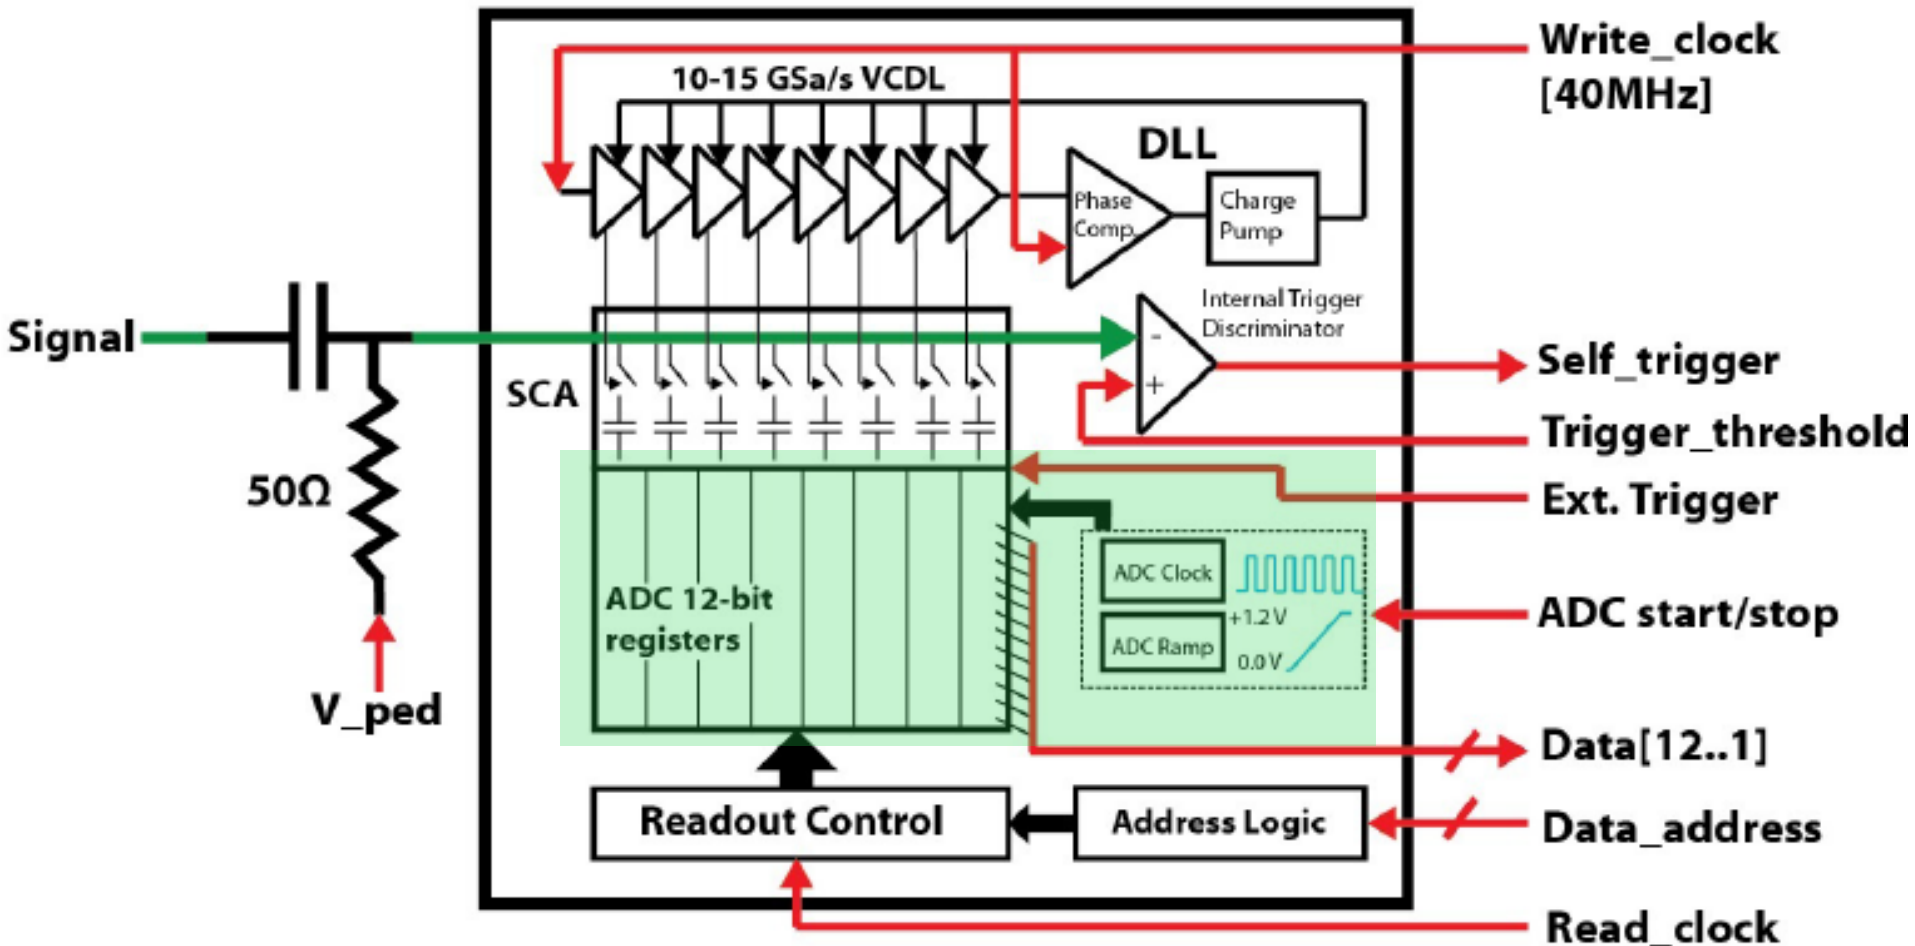 Write_clock
[40MHz]
10-15 GSa/s VCDL
DLL
Phase
Comp.
Charge
Pump
Internal Trigger
Discriminator
Signal
-
+
Self_trigger
SCA
Trigger_threshold
50Ω
Ext. Trigger
ADC Clock
ADC 12-bit
registers
+1.2 V
ADC Ramp
0.0 V
ADC start/stop
V_ped
Data[12..1]
Readout Control
Address Logic
Data_address
Read_clock